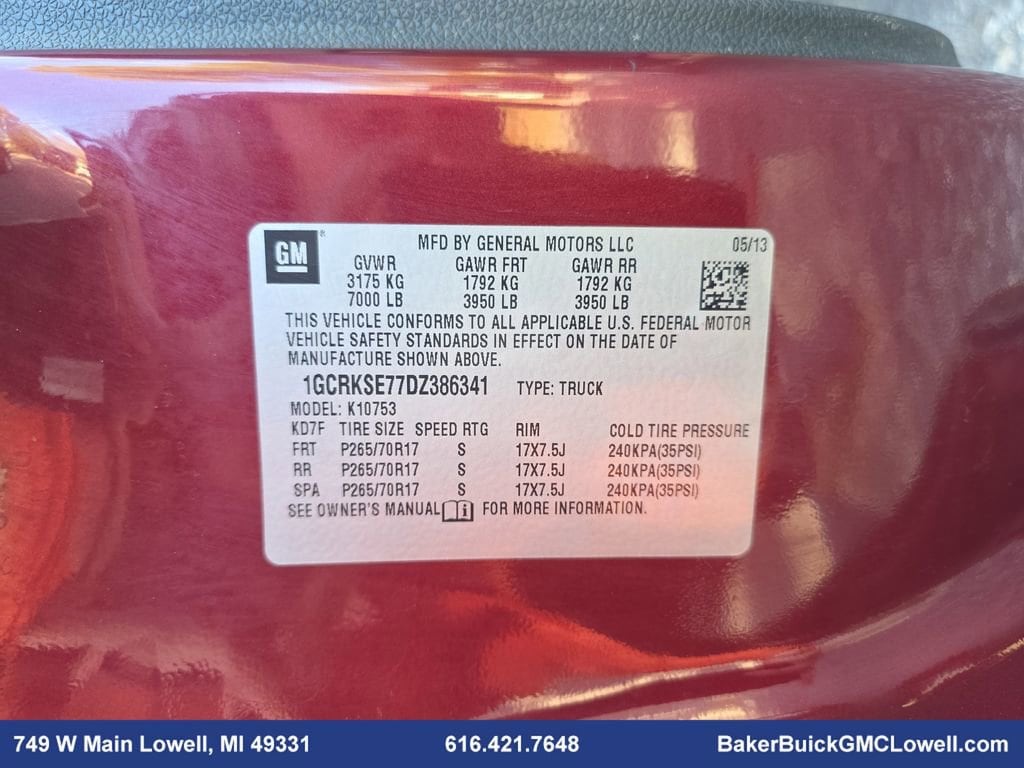 GM ®
MFD BY GENERAL MOTORS LLC 05/13
GVWR GAWR FRT GAWR RR
3175 KG 1792 KG 1792 KG
7000 LB 3950 LB 3950 LB
THIS VEHICLE CONFORMS TO ALL APPLICABLE U.S. FEDERAL MOTOR
VEHICLE SAFETY STANDARDS IN EFFECT ON THE DATE OF
MANUFACTURE SHOWN ABOVE.
1GCRKSE77DZ386341 TYPE: TRUCK
MODEL: K10753
KD7F TIRE SIZE SPEED RTG RIM COLD TIRE PRESSURE
FRT P265/70R17 S 17X7.5J 240KPA(35PSI)
RR P265/70R17 S 17X7.5J 240KPA(35PSI)
SPA P265/70R17 S 17X7.5J 240KPA(35PSI)
SEE OWNER'S MANUAL i FOR MORE INFORMATION.
749 W Main Lowell, MI 49331 616.421.7648 BakerBuickGMCLowell.com